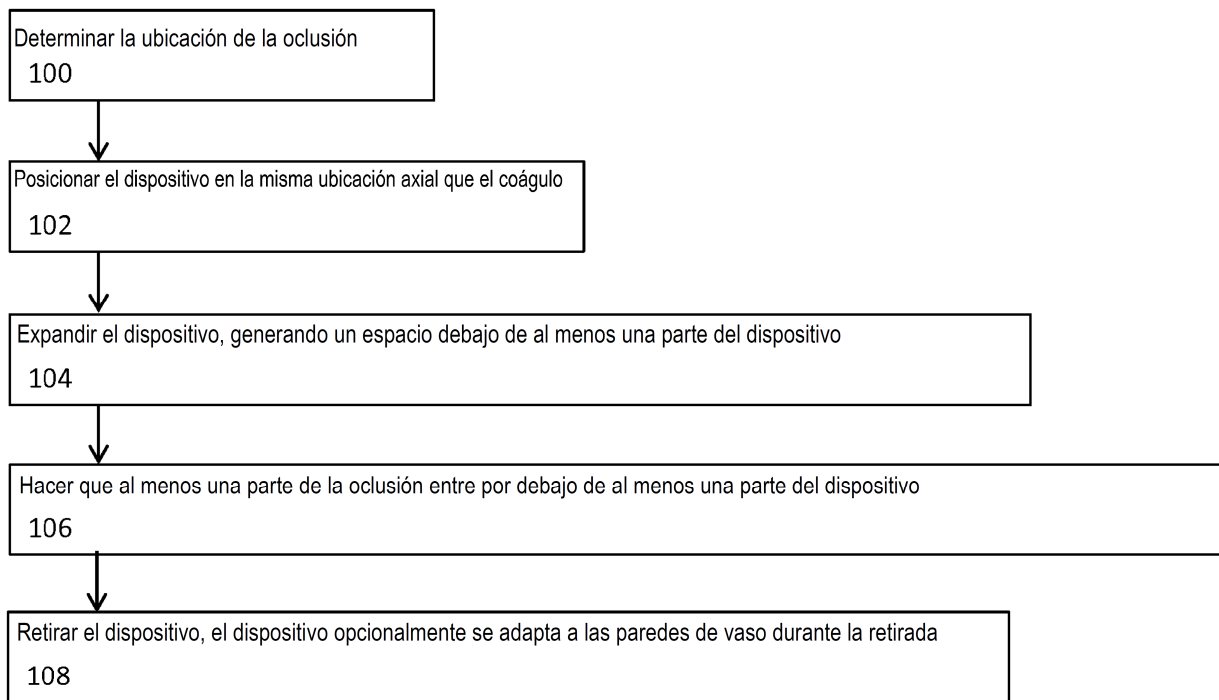 Determinar la ubicación de la oclusión
100
Posicionar el dispositivo en la misma ubicación axial que el coágulo
102
Expandir el dispositivo, generando un espacio debajo de al menos una parte del dispositivo
104
Hacer que al menos una parte de la oclusión entre por debajo de al menos una parte del dispositivo
106
Retirar el dispositivo, el dispositivo opcionalmente se adapta a las paredes de vaso durante la retirada
108